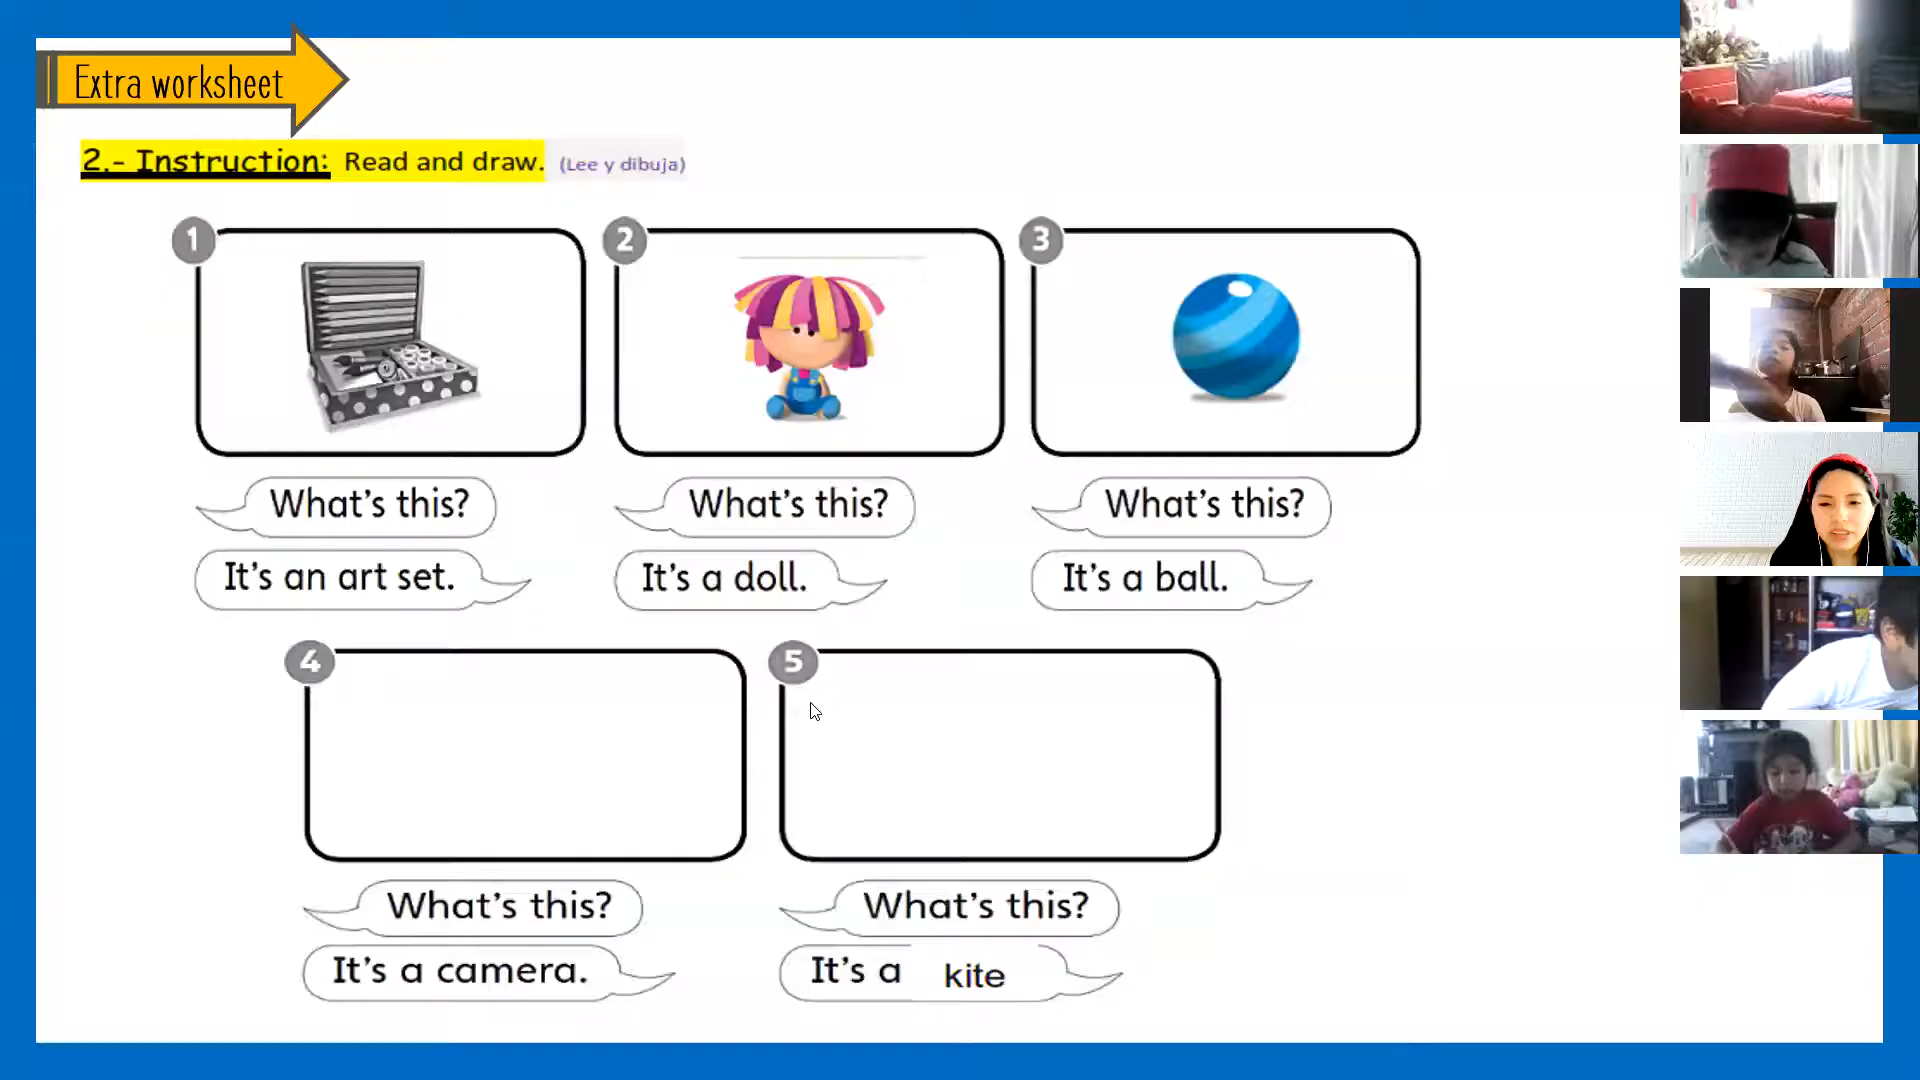 Extra worksheet
2.- Instruction: Read and draw. (Lee y dibuja)
1
2
3
What's this?
What's this?
What's this?
It's an art set.
It's a doll.
It's a ball.
4
5
What's this?
What's this?
It's a camera.
It's a kite